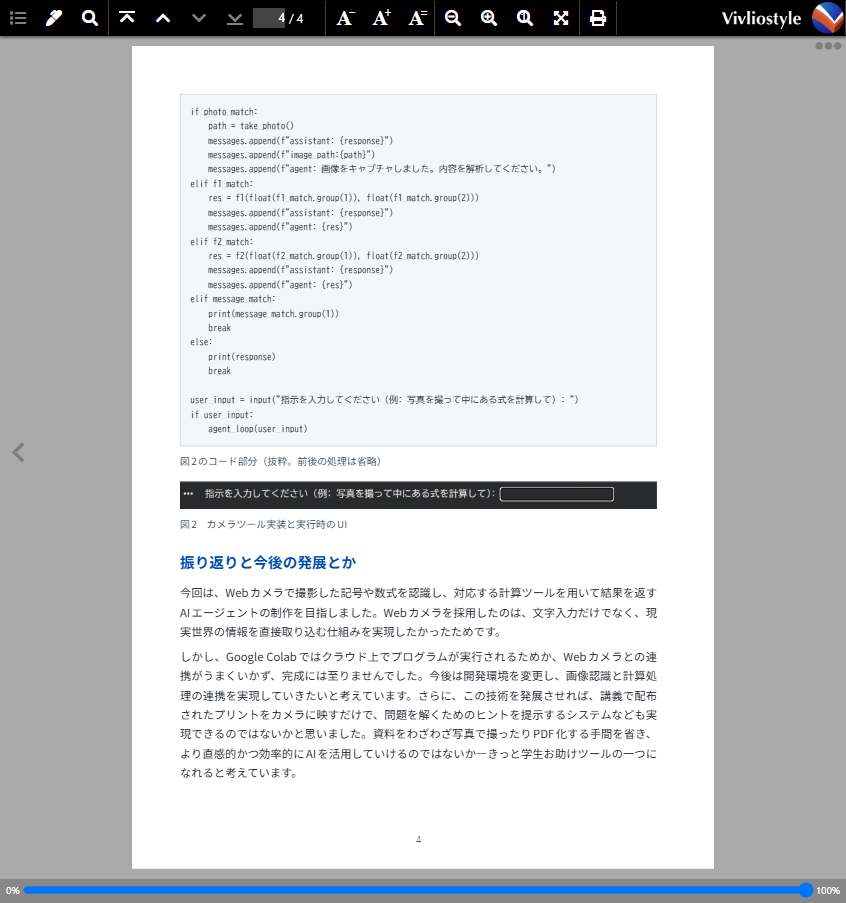 4 / 4
A−
A+
A=
Vivliostyle
if photo_match:
    path = take_photo()
    messages.append(f"assistant: {response}")
    messages.append(f"image_path:{path}")
    messages.append(f"agent: 画像をキャプチャしました。内容を解析してください。")
elif f1_match:
    res = f1(float(f1_match.group(1)), float(f1_match.group(2)))
    messages.append(f"assistant: {response}")
    messages.append(f"agent: {res}")
elif f2_match:
    res = f2(float(f2_match.group(1)), float(f2_match.group(2)))
    messages.append(f"assistant: {response}")
    messages.append(f"agent: {res}")
elif message_match:
    print(message_match.group(1))
    break
else:
    print(response)
    break
user_input = input("指示を入力してください（例: 写真を撮って中にある式を計算して）: ")
if user_input:
    agent_loop(user_input)
図2のコード部分（抜粋。前後の処理は省略）
••• 指示を入力してください（例: 写真を撮って中にある式を計算して）:
図2　カメラツール実装と実行時のUI
振り返りと今後の発展とか
今回は、Webカメラで撮影した記号や数式を認識し、対応する計算ツールを用いて結果を返す
AIエージェントの制作を目指しました。Webカメラを採用したのは、文字入力だけでなく、現
実世界の情報を直接取り込む仕組みを実現したかったためです。
しかし、Google Colabではクラウド上でプログラムが実行されるためか、Webカメラとの連
携がうまくいかず、完成には至りませんでした。今後は開発環境を変更し、画像認識と計算処
理の連携を実現していきたいと考えています。さらに、この技術を発展させれば、講義で配布
されたプリントをカメラに映すだけで、問題を解くためのヒントを提示するシステムなども実
現できるのではないかと思いました。資料をわざわざ写真で撮ったりPDF化する手間を省き、
より直感的かつ効率的にAIを活用していけるのではないか―きっと学生お助けツールの一つに
なれると考えています。
4
0%
100%